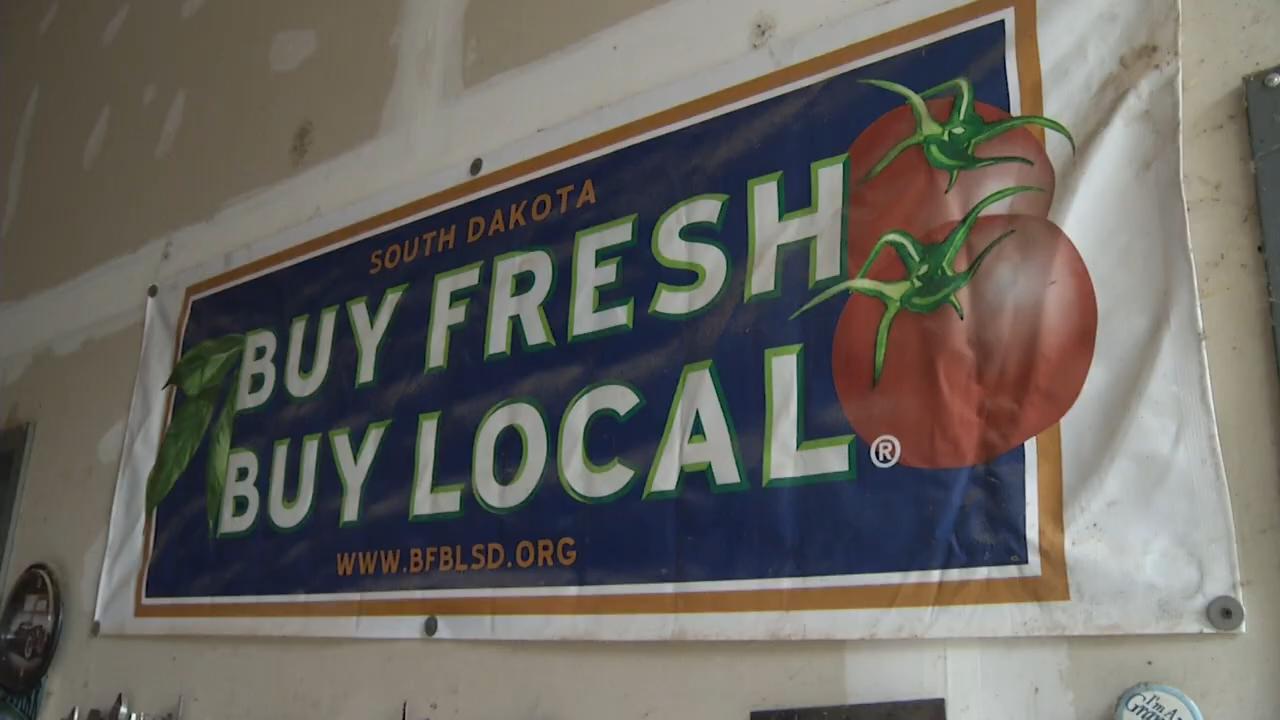 SOUTH DAKOTA
BUY FRESH
BUY LOCAL®
WWW.BFBLSD.ORG
I'm A